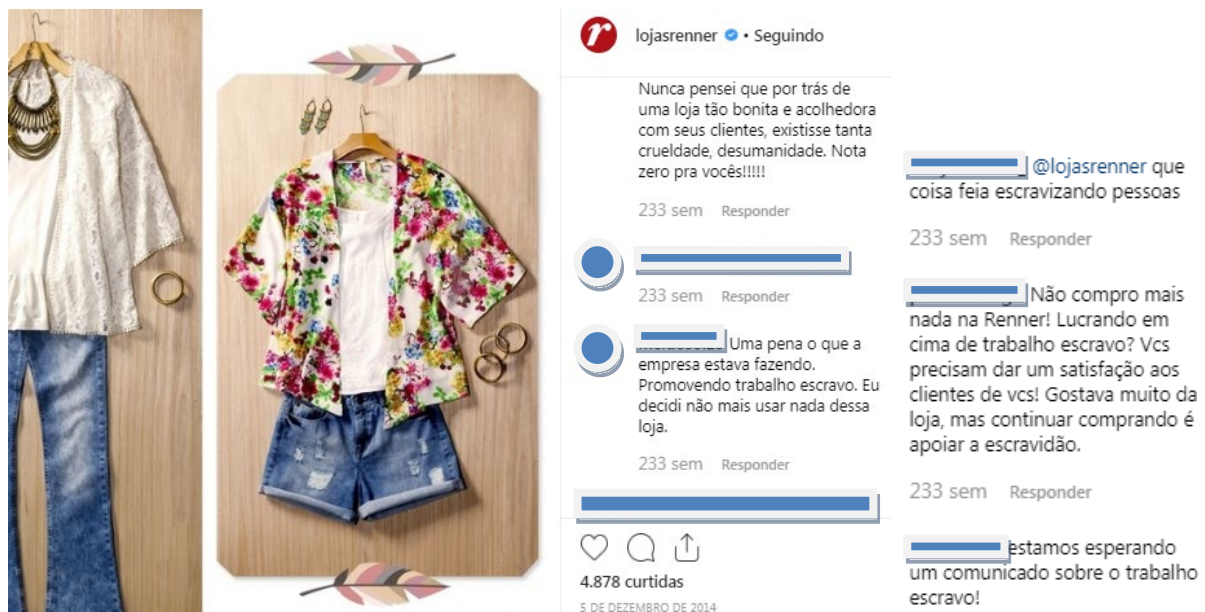 lojasrenner • Seguindo
Nunca pensei que por trás de
uma loja tão bonita e acolhedora
com seus clientes, existisse tanta
crueldade, desumanidade. Nota
zero pra vocês!!!!!
233 sem Responder
233 sem Responder
Uma pena o que a
empresa estava fazendo.
Promovendo trabalho escravo. Eu
decidi não mais usar nada dessa
loja.
233 sem Responder
4.878 curtidas
5 DE DEZEMBRO DE 2014
@lojasrenner que
coisa feia escravizando pessoas
233 sem Responder
Não compro mais
nada na Renner! Lucrando em
cima de trabalho escravo? Vcs
precisam dar um satisfação aos
clientes de vcs! Gostava muito da
loja, mas continuar comprando é
apoiar a escravidão.
233 sem Responder
estamos esperando
um comunicado sobre o trabalho
escravo!